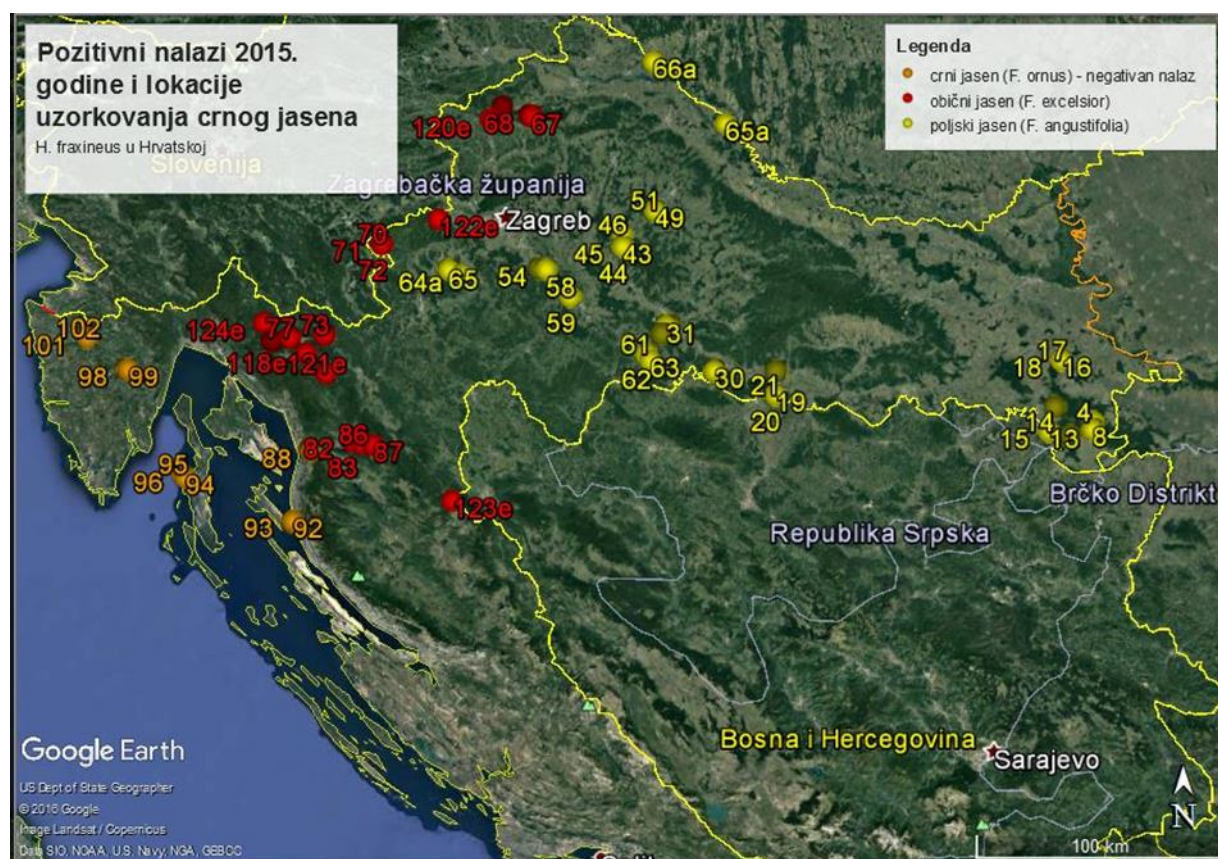 Pozitivni nalazi 2015.
godine i lokacije
uzorkovanja crnog jasena
H. fraxineus u Hrvatskoj
Legenda
crni jasen (F. ornus) - negativan nalaz
obični jasen (F. excelsior)
poljski jasen (F. angustifolia)
Slovenija
66a
120e 68 67
65a
Zagrebačka županija
122e Zagreb
51 49
46
45 43
44
70
71
72
64a 65
54 58
59
124e 77 73
118e 121e
102
101
98 99
31
61
62 63
30
21 19
20
17
18 16
14 4
15 13 8
86
82 87
83
88
95
96 94
93 92
123e
Brčko Distrikt
Republika Srpska
Bosna i Hercegovina
Sarajevo
Google Earth
US Dept of State Geographer
© 2016 Google
Image Landsat / Copernicus
Data SIO, NOAA, U.S. Navy, NGA, GEBCO
N
100 km